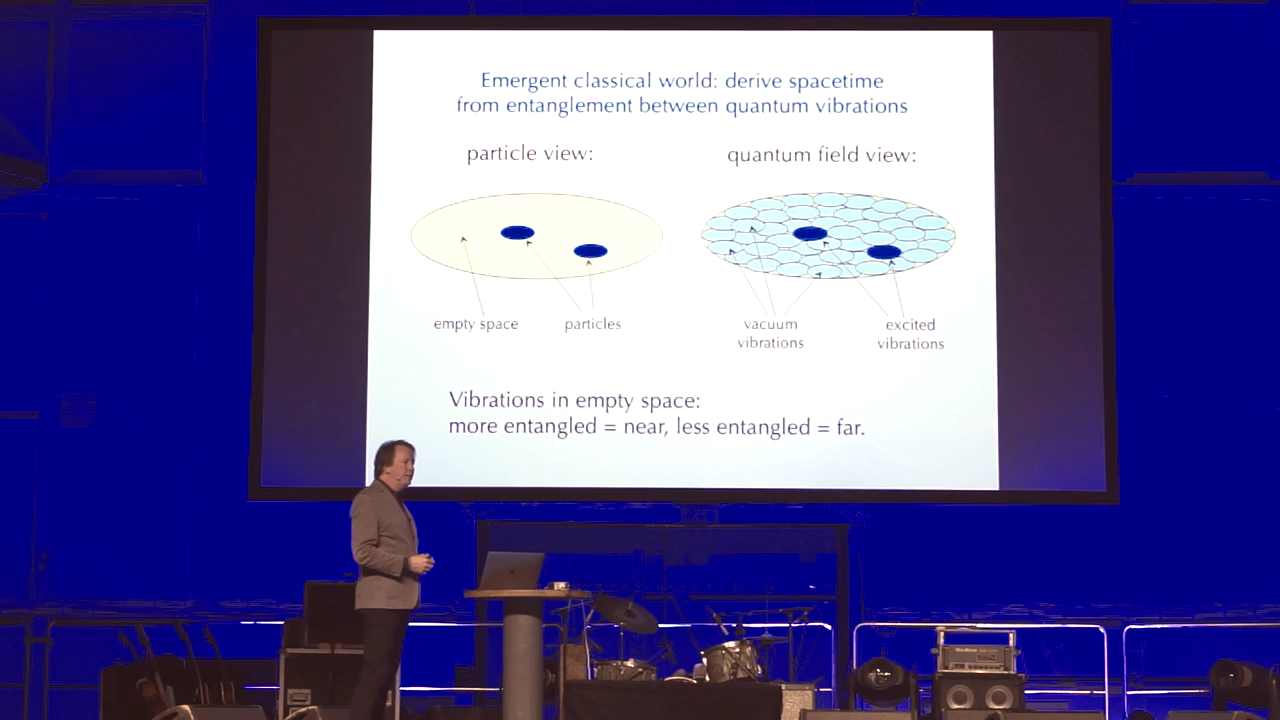 Emergent classical world: derive spacetime
from entanglement between quantum vibrations
particle view:
quantum field view:
empty space
particles
vacuum
vibrations
excited
vibrations
Vibrations in empty space:
more entangled = near, less entangled = far.